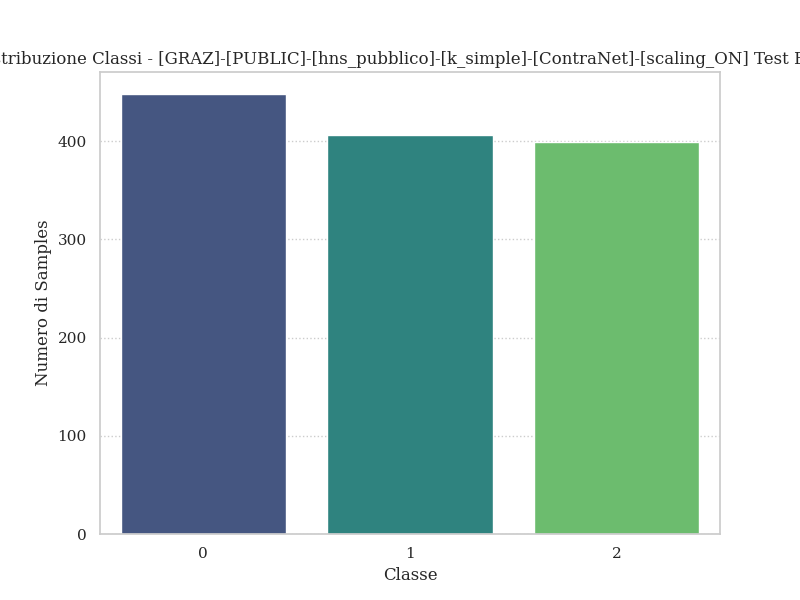 tribuzione Classi - [GRAZ]-[PUBLIC]-[hns_pubblico]-[k_simple]-[ContraNet]-[scaling_ON] Test
Numero di Samples
400
300
200
100
0
0 1 2
Classe